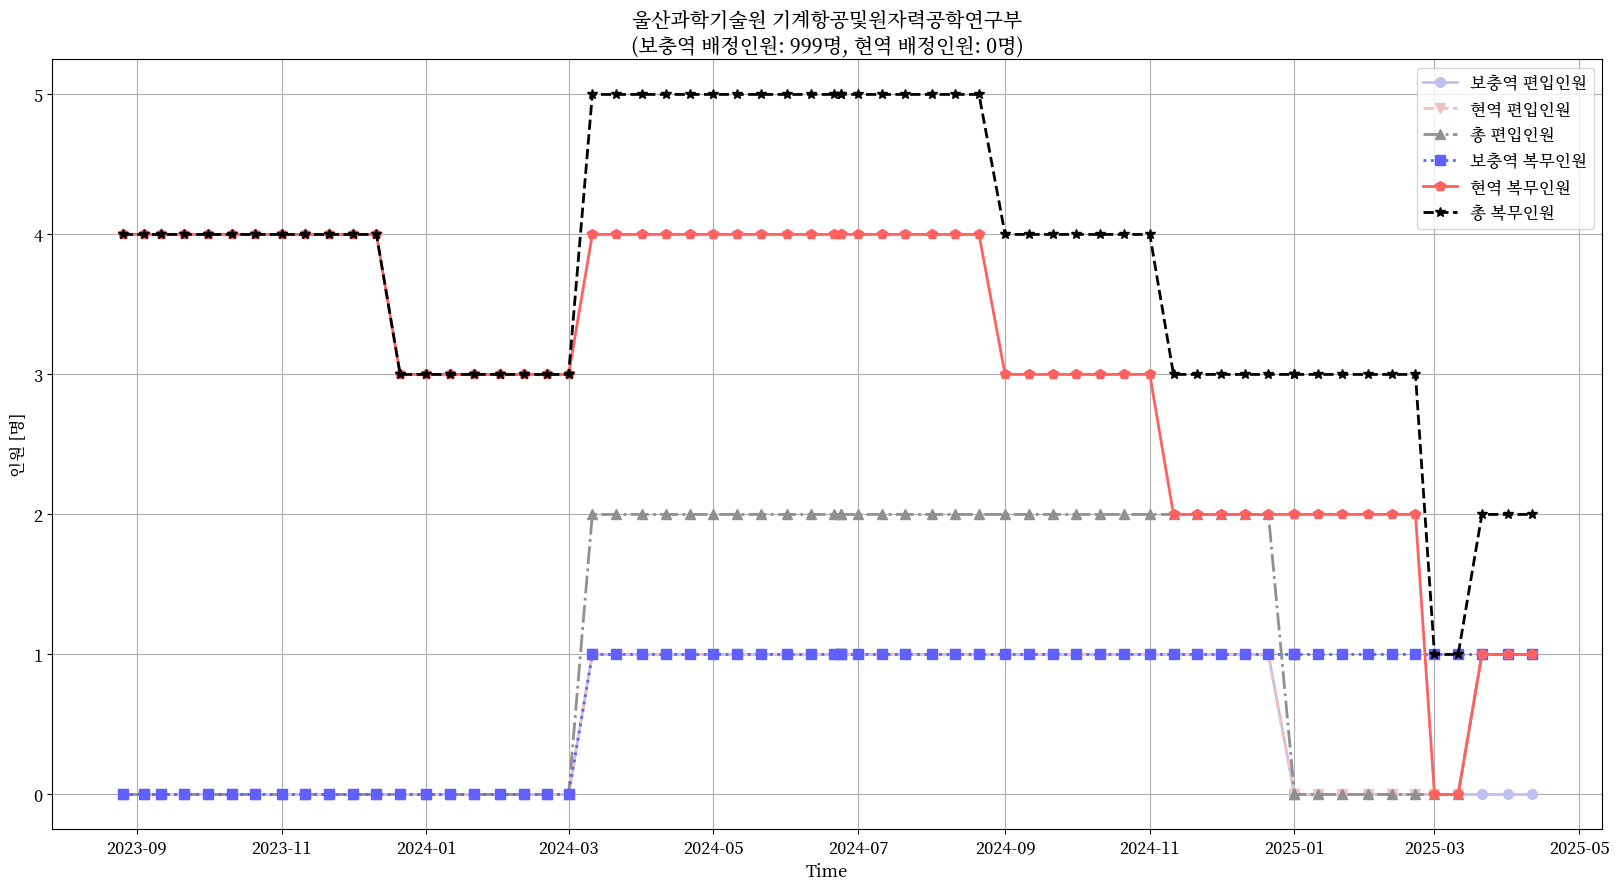 울산과학기술원 기계항공및원자력공학연구부
(보충역 배정인원: 999명, 현역 배정인원: 0명)
보충역 편입인원
현역 편입인원
총 편입인원
보충역 복무인원
현역 복무인원
총 복무인원
인원 [명]
5
4
3
2
1
0
2023-09
2023-11
2024-01
2024-03
2024-05
2024-07
2024-09
2024-11
2025-01
2025-03
2025-05
Time